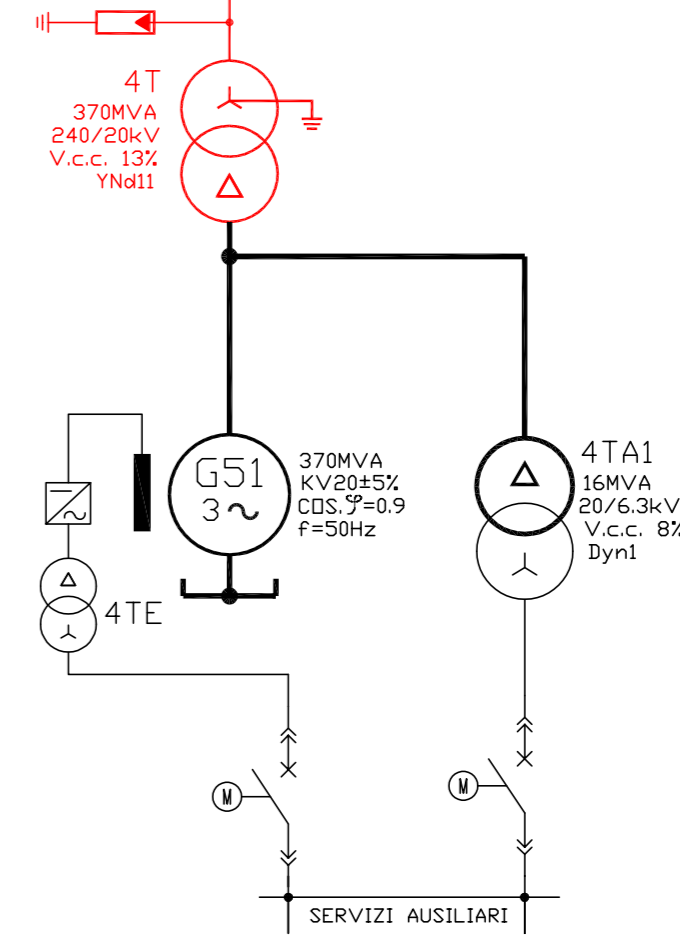 4T
370MVA
240/20kV
V.c.c. 13%
YNd11
G51
3 ~
370MVA
KV20±5%
COS.φ=0.9
f=50Hz
4TA1
16MVA
20/6.3kV
V.c.c. 8%
Dyn1
4TE
M
M
SERVIZI AUSILIARI